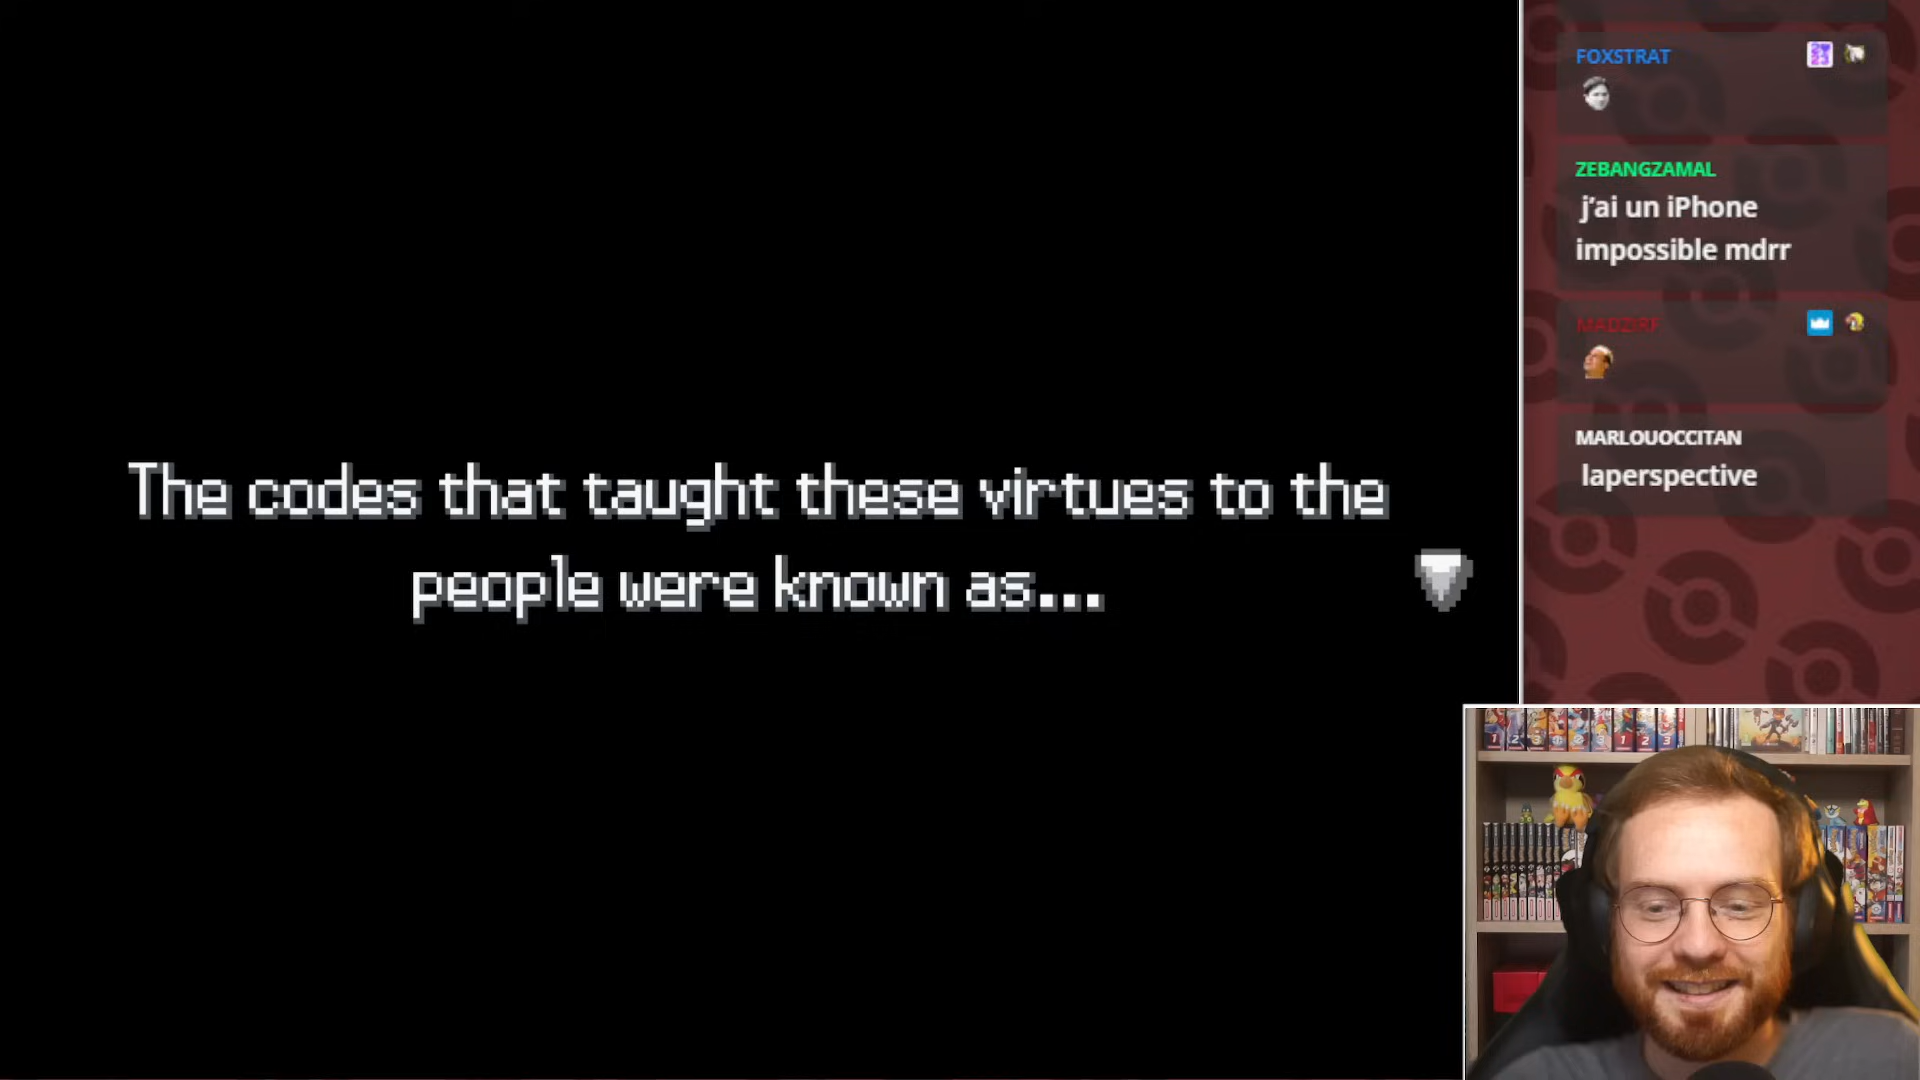 The codes that taught these virtues to the
people were known as...
FOXSTRAT
ZEBANGZAMAL
j'ai un iPhone
impossible mdrr
MADZIRF
MARLOUOCCITAN
laperspective